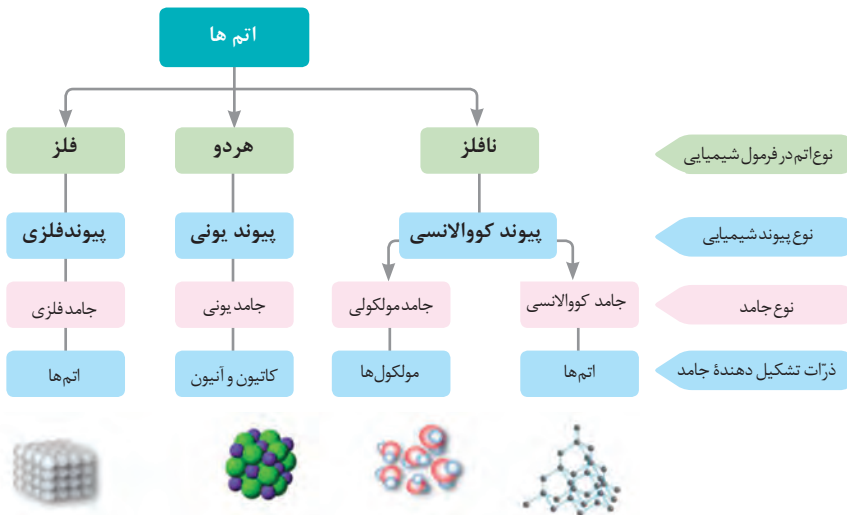 اتم ها
نوع اتم در فرمول شیمیایی
نافلز
هردو
فلز
نوع پیوند شیمیایی
پیوند کووالانسی
پیوند یونی
پیوند فلزی
نوع جامد
جامد کووالانسی
جامد مولکولی
جامد یونی
جامد فلزی
ذرّات تشکیل دهندهٔ جامد
اتم‌ها
مولکول‌ها
کاتیون و آنیون
اتم‌ها